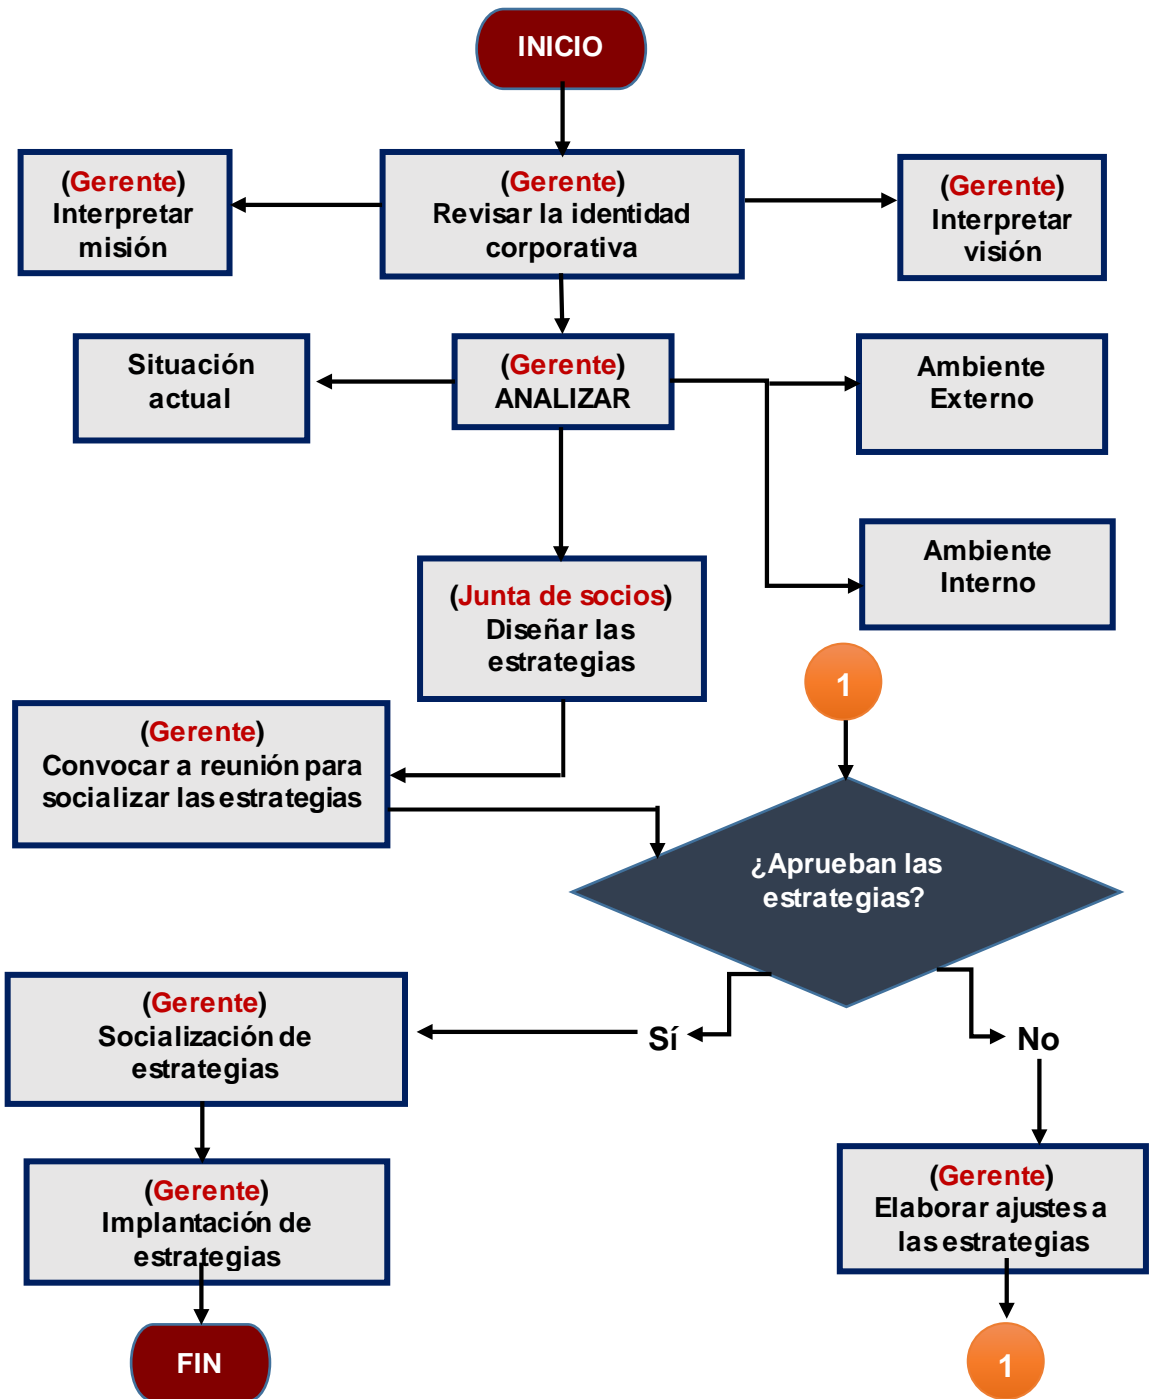 INICIO
(Gerente)
Interpretar
misión
(Gerente)
Revisar la identidad
corporativa
(Gerente)
Interpretar
visión
Situación
actual
(Gerente)
ANALIZAR
Ambiente
Externo
Ambiente
Interno
(Junta de socios)
Diseñar las
estrategias
1
(Gerente)
Convocar a reunión para
socializar las estrategias
¿Aprueban las
estrategias?
(Gerente)
Socialización de
estrategias
Sí
No
(Gerente)
Implantación de
estrategias
(Gerente)
Elaborar ajustes a
las estrategias
FIN
1